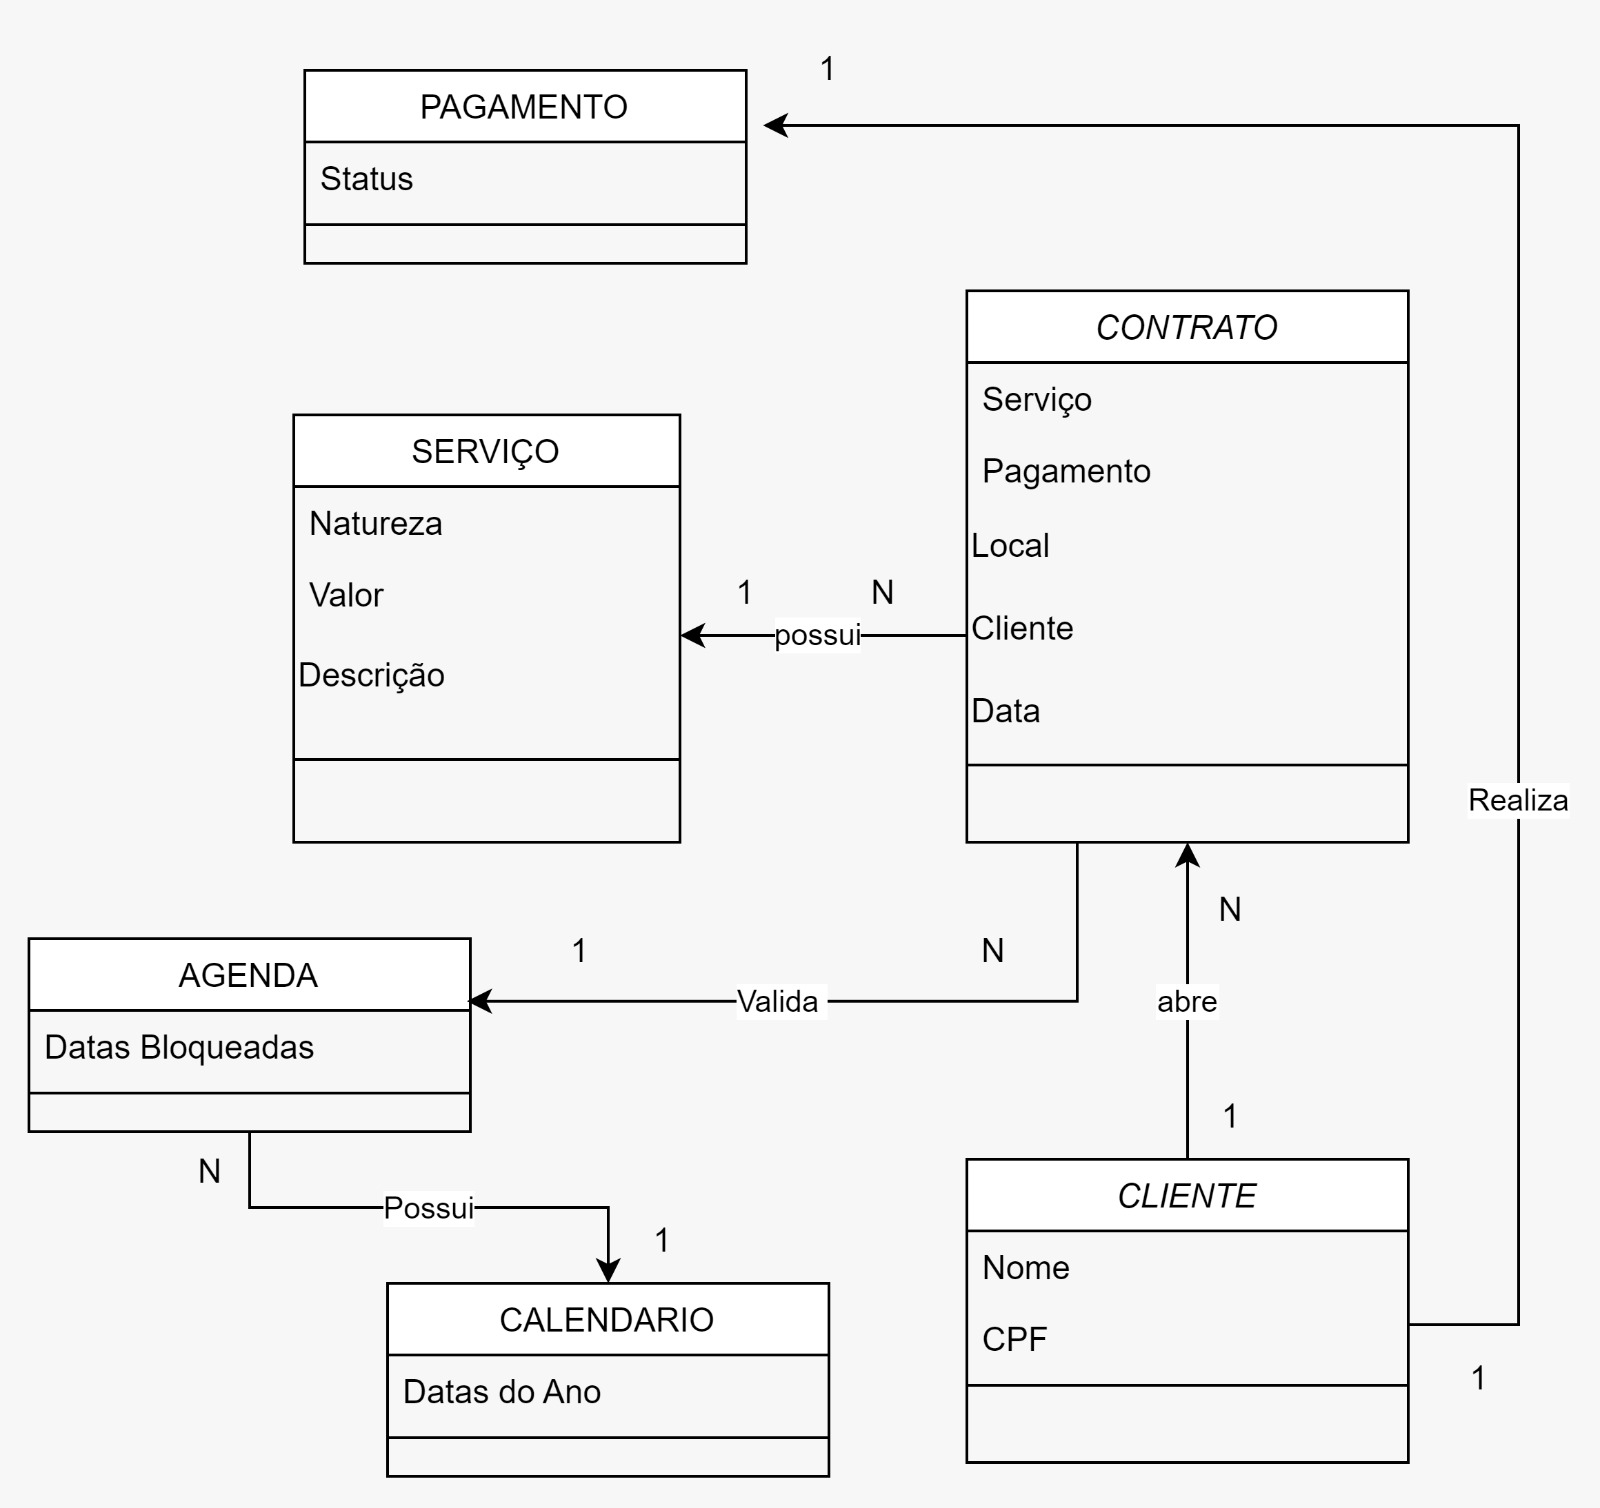 1
PAGAMENTO
Status
CONTRATO
Serviço
Pagamento
Local
Cliente
Data
SERVIÇO
Natureza
Valor
Descrição
1
N
possui
Realiza
N
1
N
AGENDA
Valida
abre
Datas Bloqueadas
1
N
Possui
1
CLIENTE
Nome
CPF
1
CALENDARIO
Datas do Ano